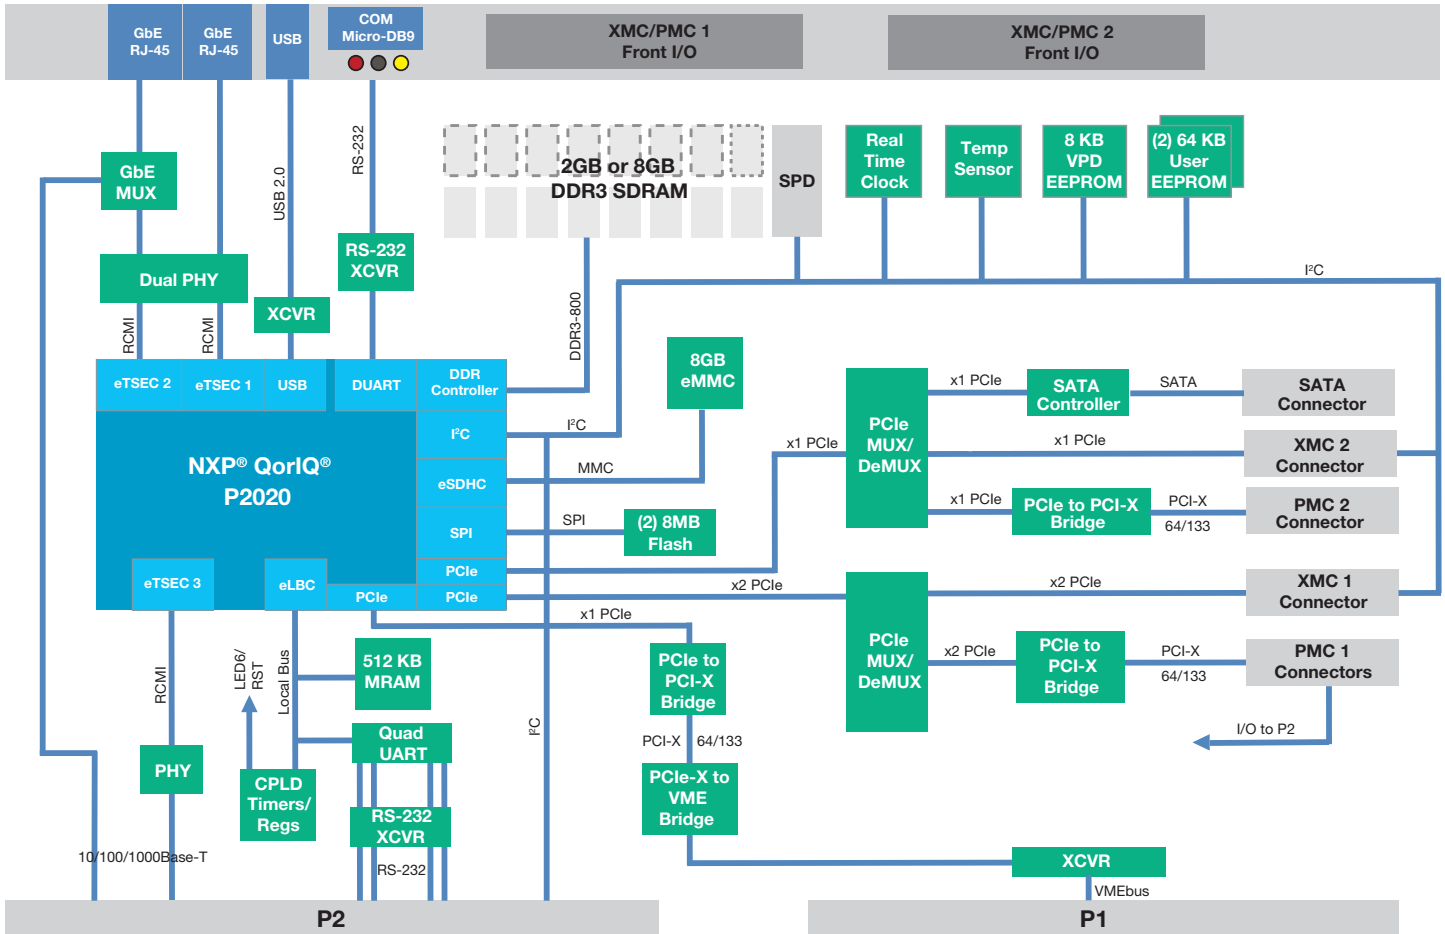 GbE
RJ-45
GbE
RJ-45
USB
COM
Micro-DB9
XMC/PMC 1
Front I/O
XMC/PMC 2
Front I/O
GbE
MUX
USB 2.0
RS-232
2GB or 8GB
DDR3 SDRAM
SPD
Real
Time
Clock
Temp
Sensor
8 KB
VPD
EEPROM
(2) 64 KB
User
EEPROM
Dual PHY
RS-232
XCVR
XCVR
I²C
RCMI
RCMI
DDR3-800
8GB
eMMC
eTSEC 2
eTSEC 1
USB
DUART
DDR
Controller
I²C
I²C
eSDHC
MMC
SPI
SPI
(2) 8MB
Flash
NXP® QorIQ®
P2020
PCIe
PCIe
PCIe
eTSEC 3
eLBC
x1 PCIe
PCIe
MUX/
DeMUX
x1 PCIe
SATA
Controller
SATA
SATA
Connector
x1 PCIe
XMC 2
Connector
x1 PCIe
PCIe to PCI-X
Bridge
PCI-X
64/133
PMC 2
Connector
x2 PCIe
x1 PCIe
PCIe
MUX/
DeMUX
x2 PCIe
XMC 1
Connector
x2 PCIe
PCIe to
PCI-X
Bridge
PCI-X
64/133
PMC 1
Connectors
I/O to P2
RCMI
LED6/
RST
Local Bus
512 KB
MRAM
Quad
UART
PHY
CPLD
Timers/
Regs
RS-232
XCVR
RS-232
10/100/1000Base-T
I²C
PCIe to
PCI-X
Bridge
PCI-X
64/133
PCIe-X to
VME
Bridge
XCVR
VMEbus
P2
P1